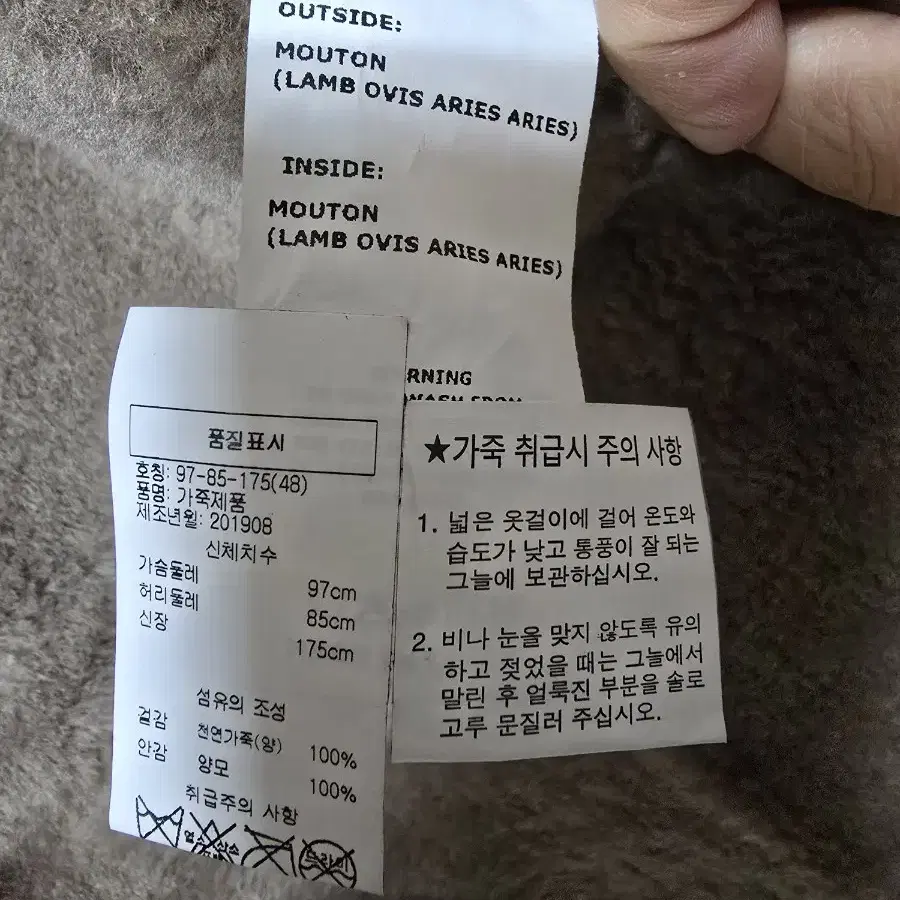 OUTSIDE:
MOUTON
(LAMB OVIS ARIES ARIES)
INSIDE:
MOUTON
(LAMB OVIS ARIES ARIES)
RNING
품질표시
호칭: 97-85-175(48)
품명: 가죽제품
제조년월: 201908
신체치수
가슴둘레 97cm
허리둘레 85cm
신장 175cm
섬유의 조성
겉감 천연가죽(양) 100%
안감 양모 100%
취급주의 사항
★가죽 취급시 주의 사항
1. 넓은 옷걸이에 걸어 온도와
습도가 낮고 통풍이 잘 되는
그늘에 보관하십시오.
2. 비나 눈을 맞지 않도록 유의
하고 젖었을 때는 그늘에서
말린 후 얼룩진 부분을 솔로
고루 문질러 주십시오.